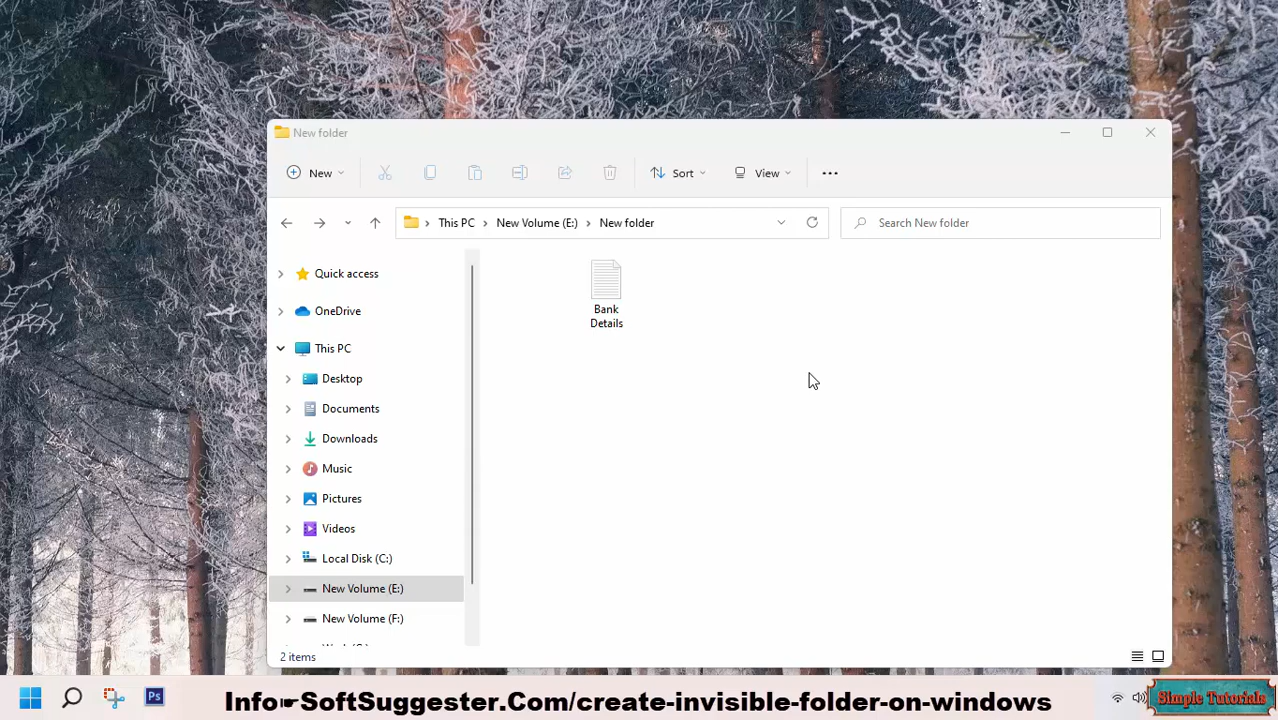 New folder
New
Sort
View
This PC
New Volume (E:)
New folder
Search New folder
Quick access
OneDrive
This PC
Desktop
Documents
Downloads
Music
Pictures
Videos
Local Disk (C:)
New Volume (E:)
New Volume (F:)
Bank
Details
2 items
Ps
Info☛SoftSuggester.Com/create-invisible-folder-on-windows
Simple Tutorials